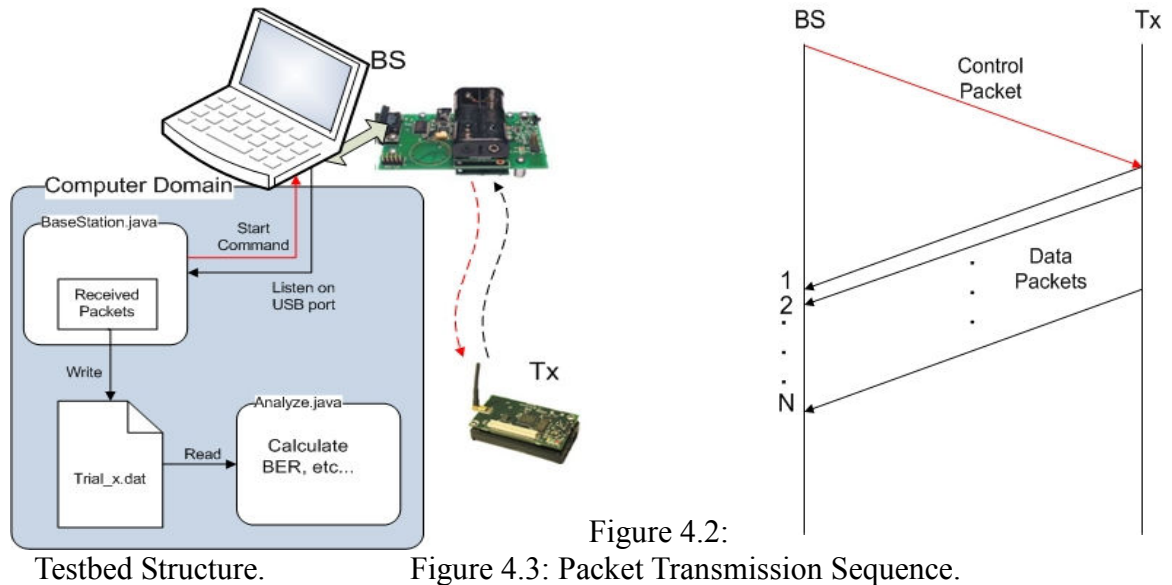 BS
Computer Domain
BaseStation.java
Start
Command
Received
Packets
Listen on
USB port
Write
Tx
Analyze.java
Calculate
BER, etc...
Read
Trial_x.dat
BS
Tx
Control
Packet
Data
Packets
1
2
N
Figure 4.2:
Testbed Structure.
Figure 4.3: Packet Transmission Sequence.